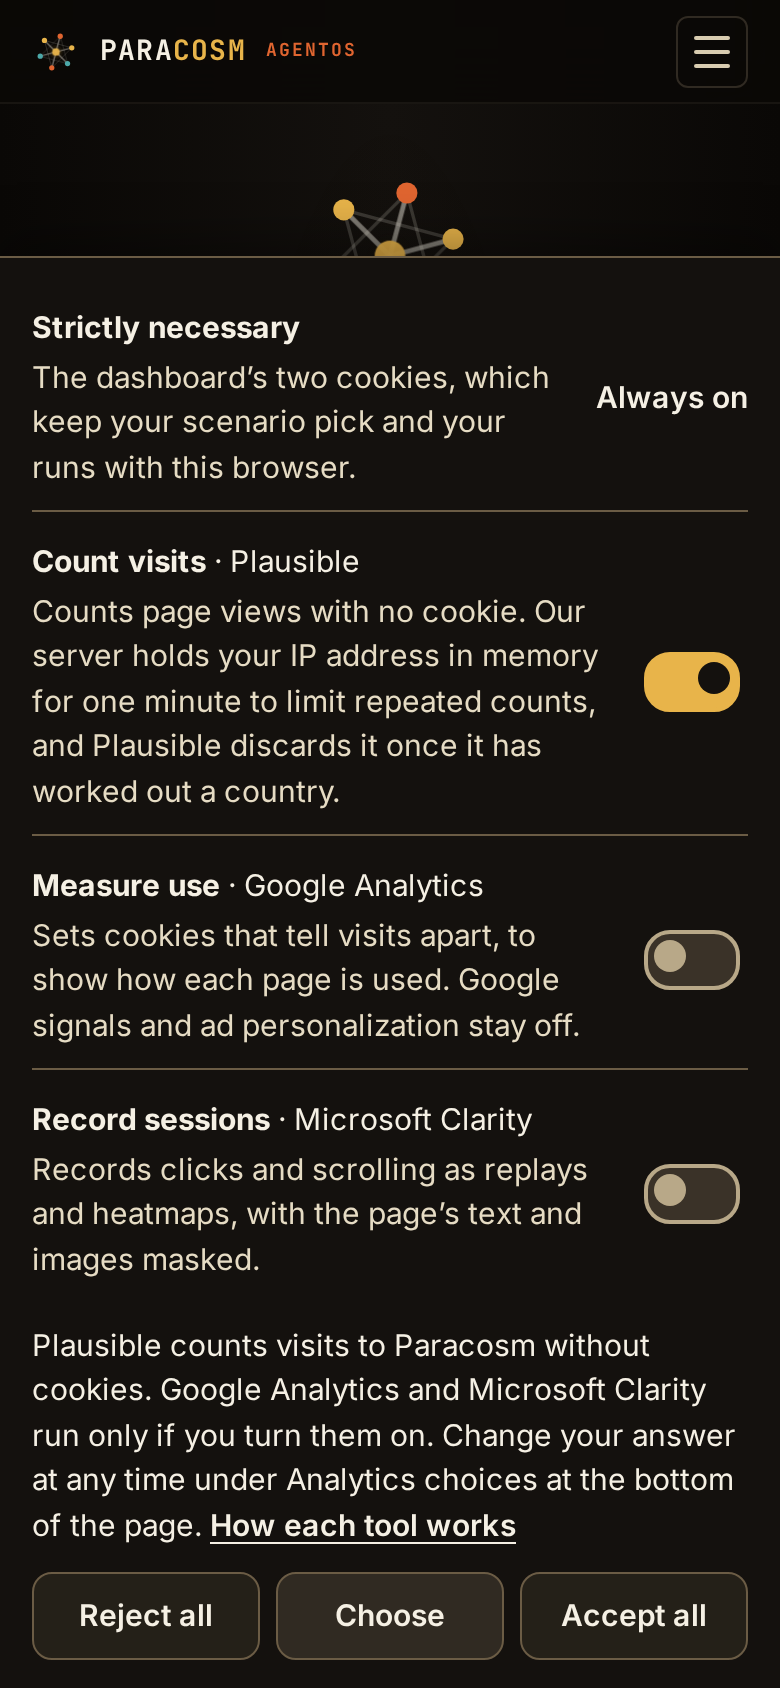 PARACOSM AGENTOS
Strictly necessary
The dashboard’s two cookies, which
keep your scenario pick and your
runs with this browser.
Always on
Count visits · Plausible
Counts page views with no cookie. Our
server holds your IP address in memory
for one minute to limit repeated counts,
and Plausible discards it once it has
worked out a country.
Measure use · Google Analytics
Sets cookies that tell visits apart, to
show how each page is used. Google
signals and ad personalization stay off.
Record sessions · Microsoft Clarity
Records clicks and scrolling as replays
and heatmaps, with the page’s text and
images masked.
Plausible counts visits to Paracosm without
cookies. Google Analytics and Microsoft Clarity
run only if you turn them on. Change your answer
at any time under Analytics choices at the bottom
of the page. How each tool works
Reject all
Choose
Accept all